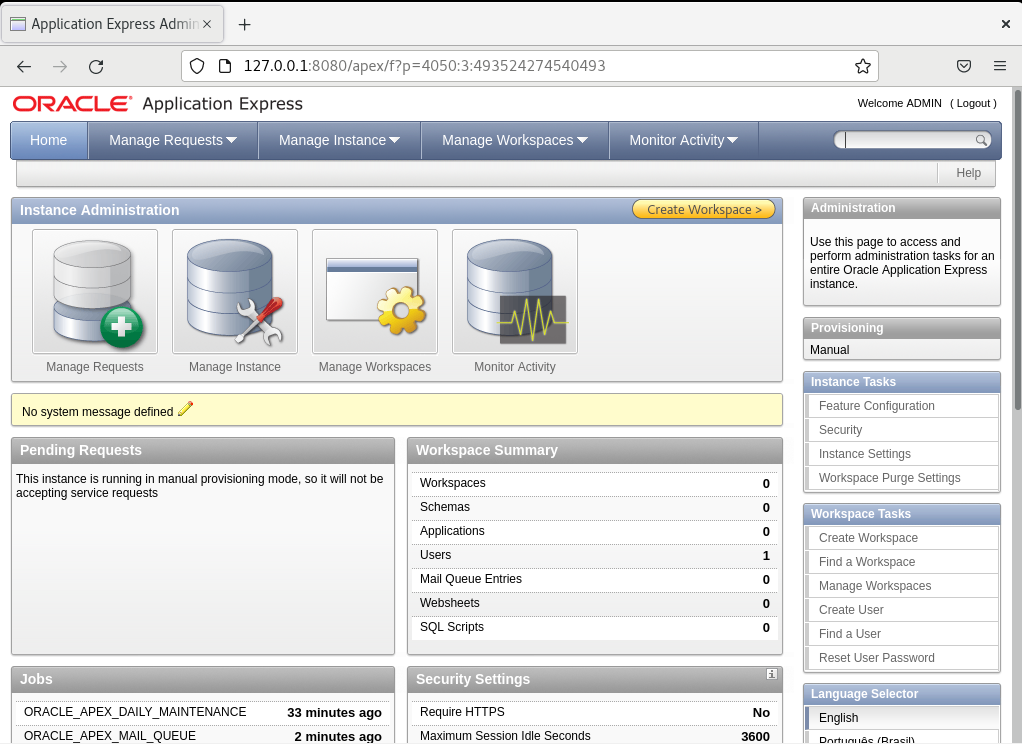 Application Express Admin
127.0.0.1:8080/apex/f?p=4050:3:493524274540493
ORACLE® Application Express
Welcome ADMIN ( Logout )
Home Manage Requests Manage Instance Manage Workspaces Monitor Activity
Help
Instance Administration
Create Workspace >
Manage Requests
Manage Instance
Manage Workspaces
Monitor Activity
No system message defined
Pending Requests
This instance is running in manual provisioning mode, so it will not be
accepting service requests
Workspace Summary
Workspaces 0
Schemas 0
Applications 0
Users 1
Mail Queue Entries 0
Websheets 0
SQL Scripts 0
Jobs
ORACLE_APEX_DAILY_MAINTENANCE 33 minutes ago
ORACLE_APEX_MAIL_QUEUE 2 minutes ago
Security Settings
Require HTTPS No
Maximum Session Idle Seconds 3600
Administration
Use this page to access and
perform administration tasks for an
entire Oracle Application Express
instance.
Provisioning
Manual
Instance Tasks
Feature Configuration
Security
Instance Settings
Workspace Purge Settings
Workspace Tasks
Create Workspace
Find a Workspace
Manage Workspaces
Create User
Find a User
Reset User Password
Language Selector
English
Português (Brasil)